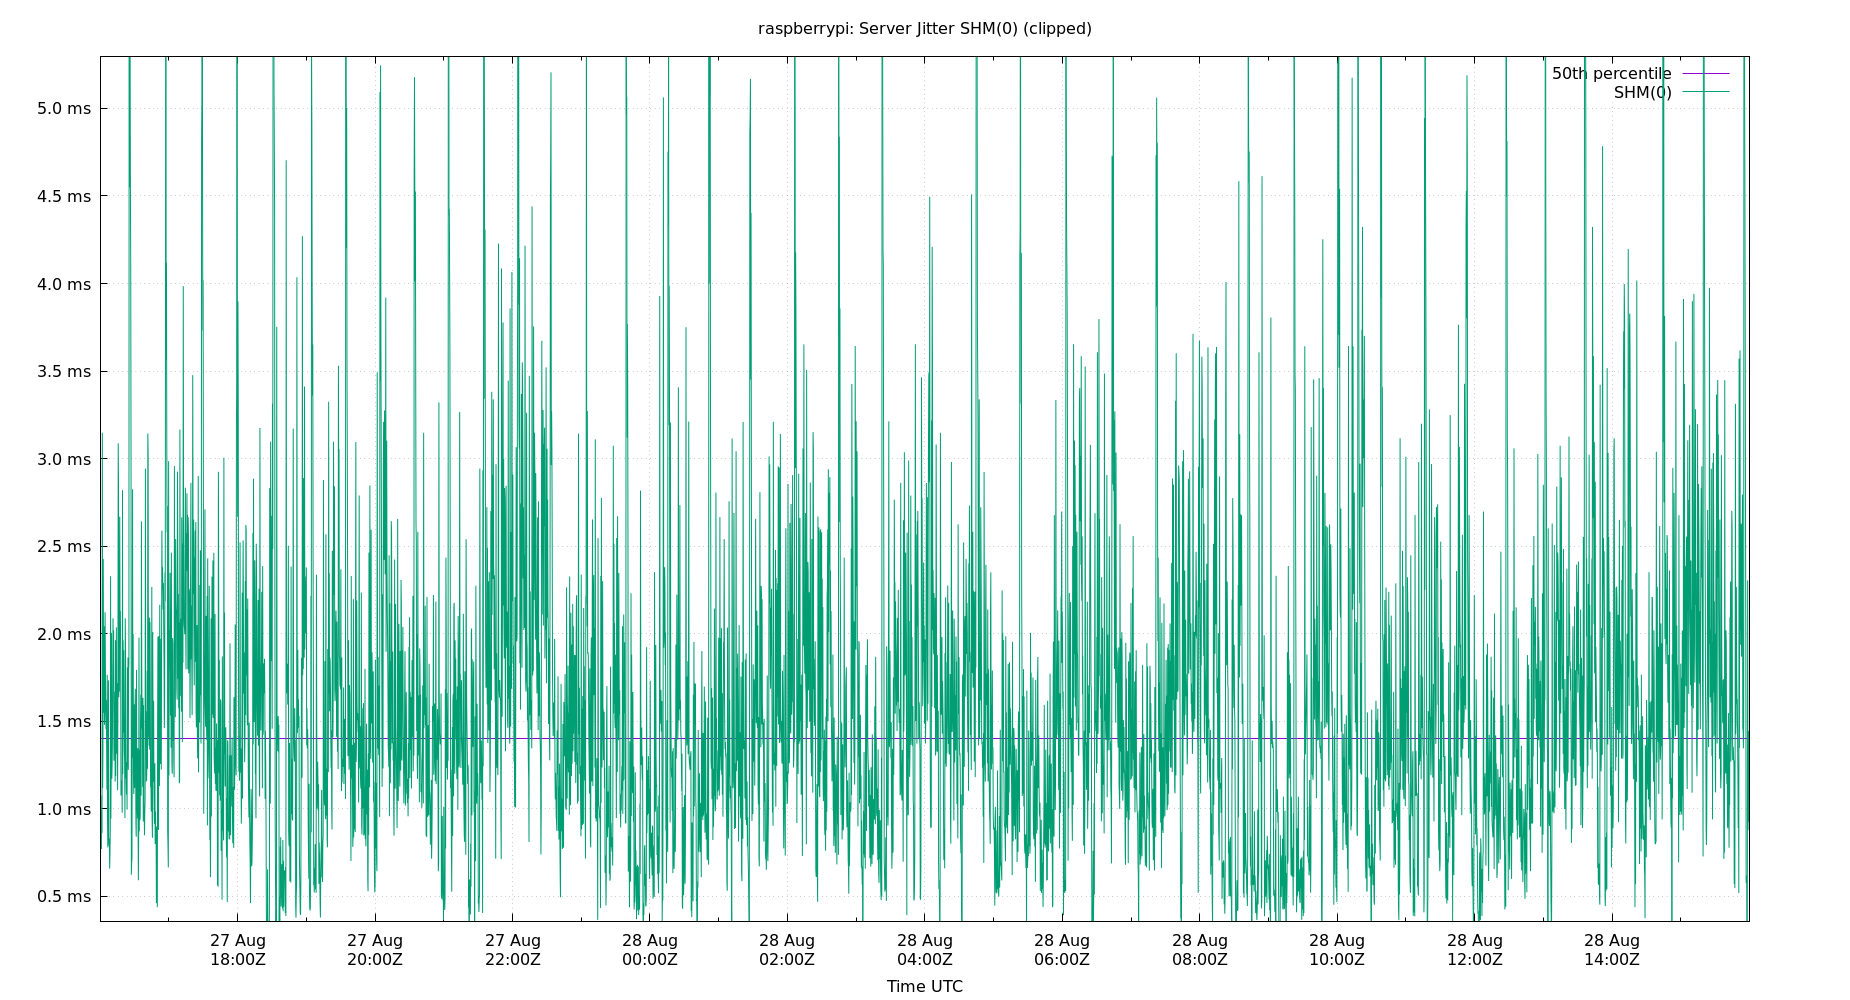 raspberrypi: Server Jitter SHM(0) (clipped)
50th percentile
SHM(0)
5.0 ms
4.5 ms
4.0 ms
3.5 ms
3.0 ms
2.5 ms
2.0 ms
1.5 ms
1.0 ms
0.5 ms
27 Aug 27 Aug 27 Aug 28 Aug 28 Aug 28 Aug 28 Aug 28 Aug 28 Aug 28 Aug 28 Aug
18:00Z 20:00Z 22:00Z 00:00Z 02:00Z 04:00Z 06:00Z 08:00Z 10:00Z 12:00Z 14:00Z
Time UTC